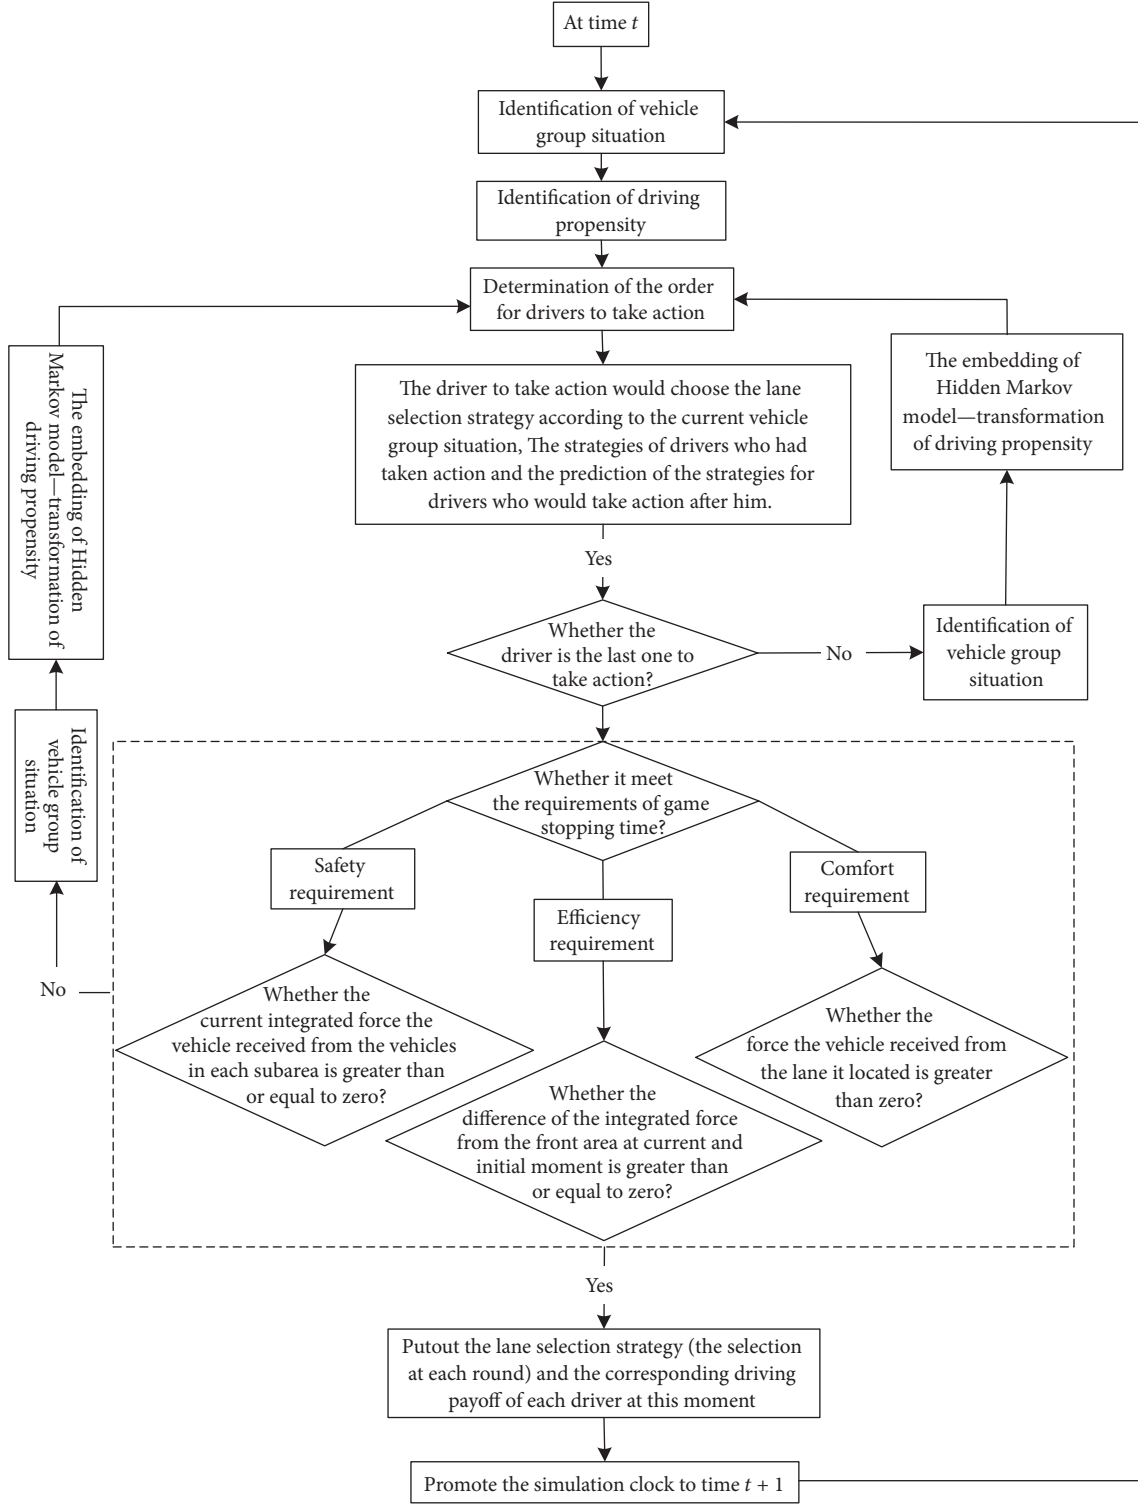 At time t
Identification of vehicle
group situation
Identification of driving
propensity
Determination of the order
for drivers to take action
The embedding of Hidden
Markov model—transformation of
driving propensity
The embedding of
Hidden Markov
model—transformation
of driving propensity
The driver to take action would choose the lane
selection strategy according to the current vehicle
group situation, The strategies of drivers who had
taken action and the prediction of the strategies for
drivers who would take action after him.
Yes
Whether the
driver is the last one to
take action?
No
Identification of
vehicle group
situation
Identification of
vehicle group
situation
Whether it meet
the requirements of game
stopping time?
Safety
requirement
Efficiency
requirement
Comfort
requirement
No
Whether the
current integrated force the
vehicle received from the vehicles
in each subarea is greater than
or equal to zero?
Whether the
difference of the integrated force
from the front area at current and
initial moment is greater than
or equal to zero?
Whether the
force the vehicle received from
the lane it located is greater
than zero?
Yes
Putout the lane selection strategy (the selection
at each round) and the corresponding driving
payoff of each driver at this moment
Promote the simulation clock to time t + 1